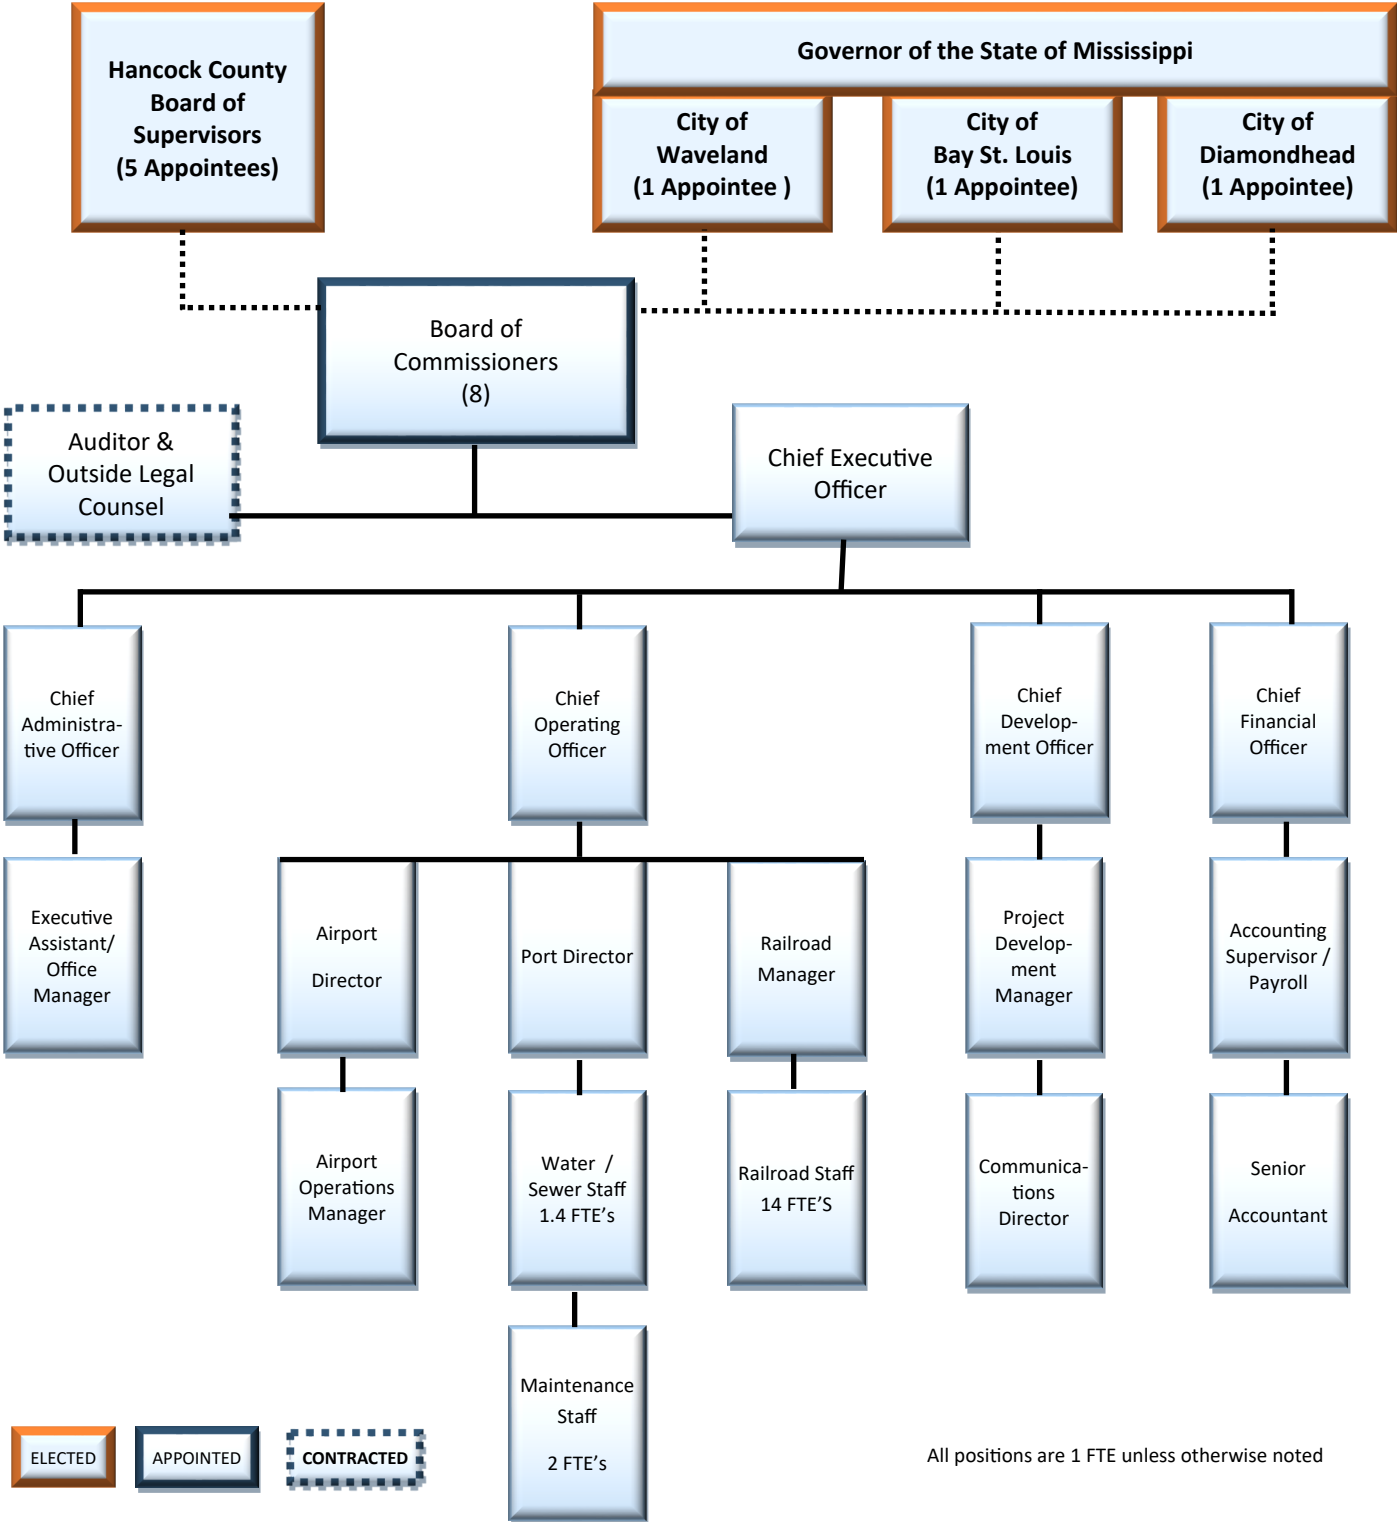 Hancock County
Board of
Supervisors
(5 Appointees)
Governor of the State of Mississippi
City of
Waveland
(1 Appointee )
City of
Bay St. Louis
(1 Appointee)
City of
Diamondhead
(1 Appointee)
Board of
Commissioners
(8)
Auditor &
Outside Legal
Counsel
Chief Executive
Officer
Chief
Administra-
tive Officer
Chief
Operating
Officer
Chief
Develop-
ment Officer
Chief
Financial
Officer
Executive
Assistant/
Office
Manager
Airport
Director
Port Director
Railroad
Manager
Project
Develop-
ment
Manager
Accounting
Supervisor /
Payroll
Airport
Operations
Manager
Water /
Sewer Staff
1.4 FTE’s
Railroad Staff
14 FTE’S
Communica-
tions
Director
Senior
Accountant
Maintenance
Staff
2 FTE’s
ELECTED
APPOINTED
CONTRACTED
All positions are 1 FTE unless otherwise noted